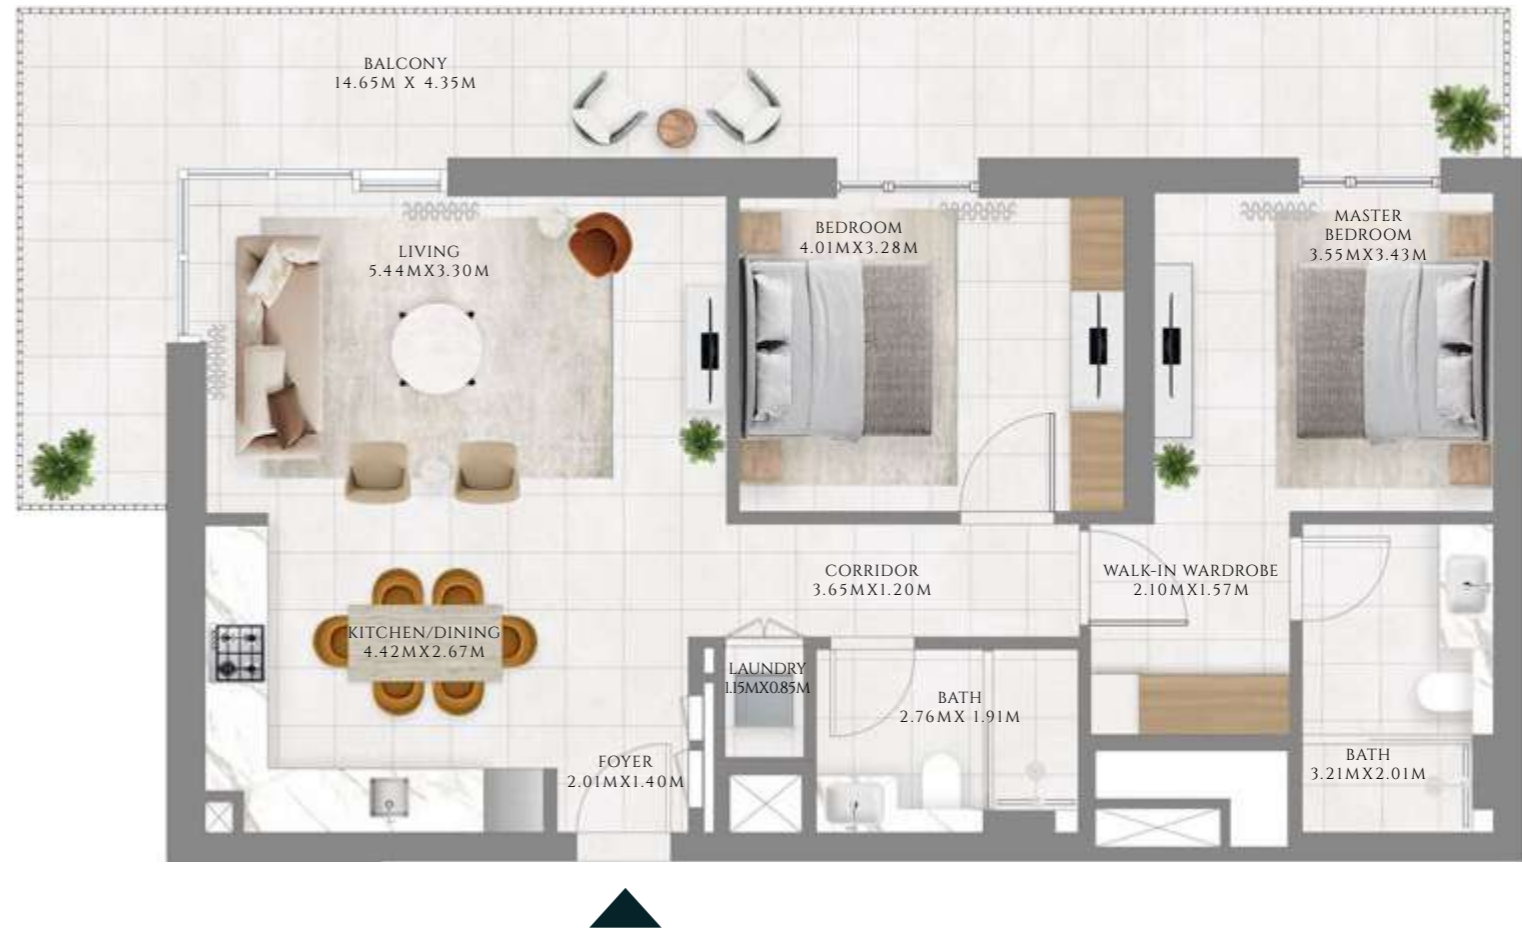 BALCONY
14.65M X 4.35M
LIVING
5.44MX3.30M
BEDROOM
4.01MX3.28M
MASTER
BEDROOM
3.55MX3.43M
CORRIDOR
3.65MX1.20M
WALK-IN WARDROBE
2.10MX1.57M
KITCHEN/DINING
4.42MX2.67M
LAUNDRY
1.15MX0.85M
BATH
2.76MX 1.91M
FOYER
2.01MX1.40M
BATH
3.21MX2.01M